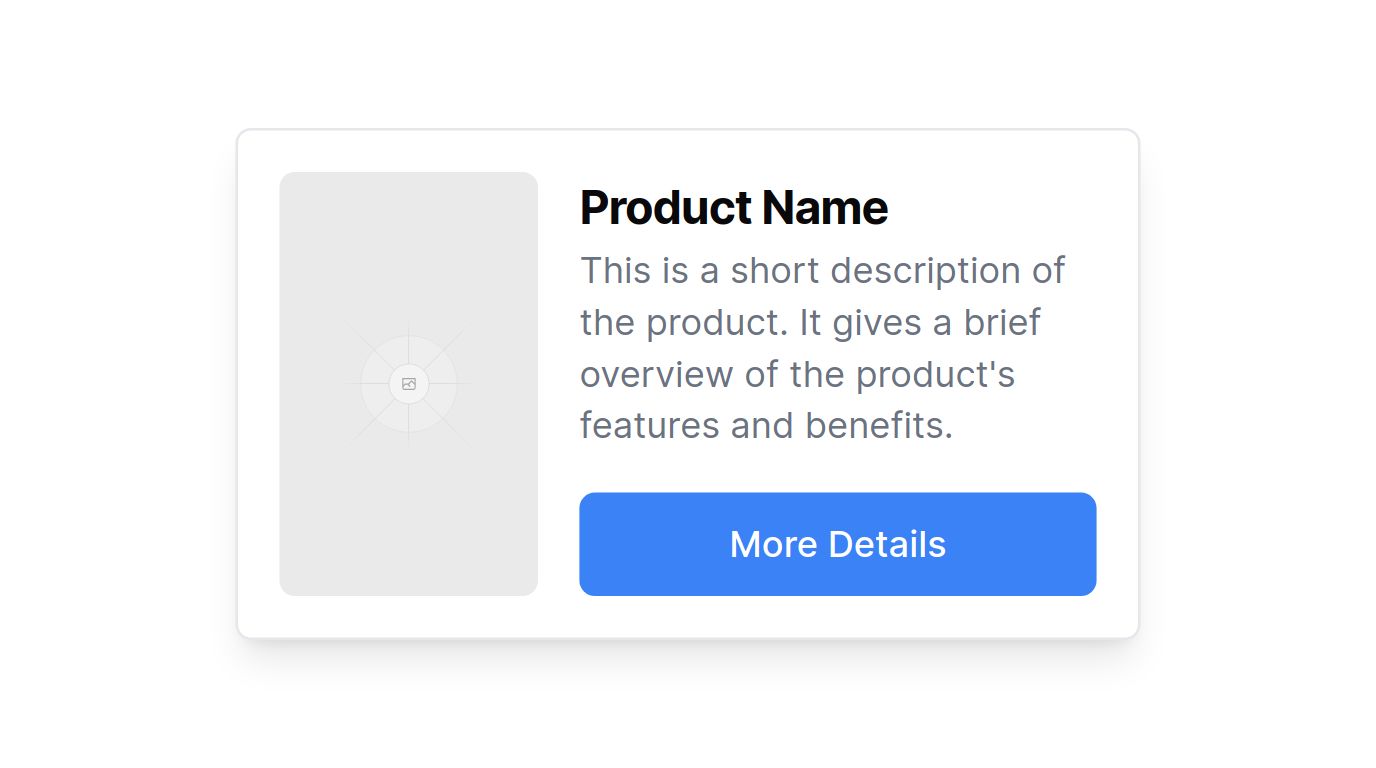 Product Name
This is a short description of
the product. It gives a brief
overview of the product's
features and benefits.
More Details